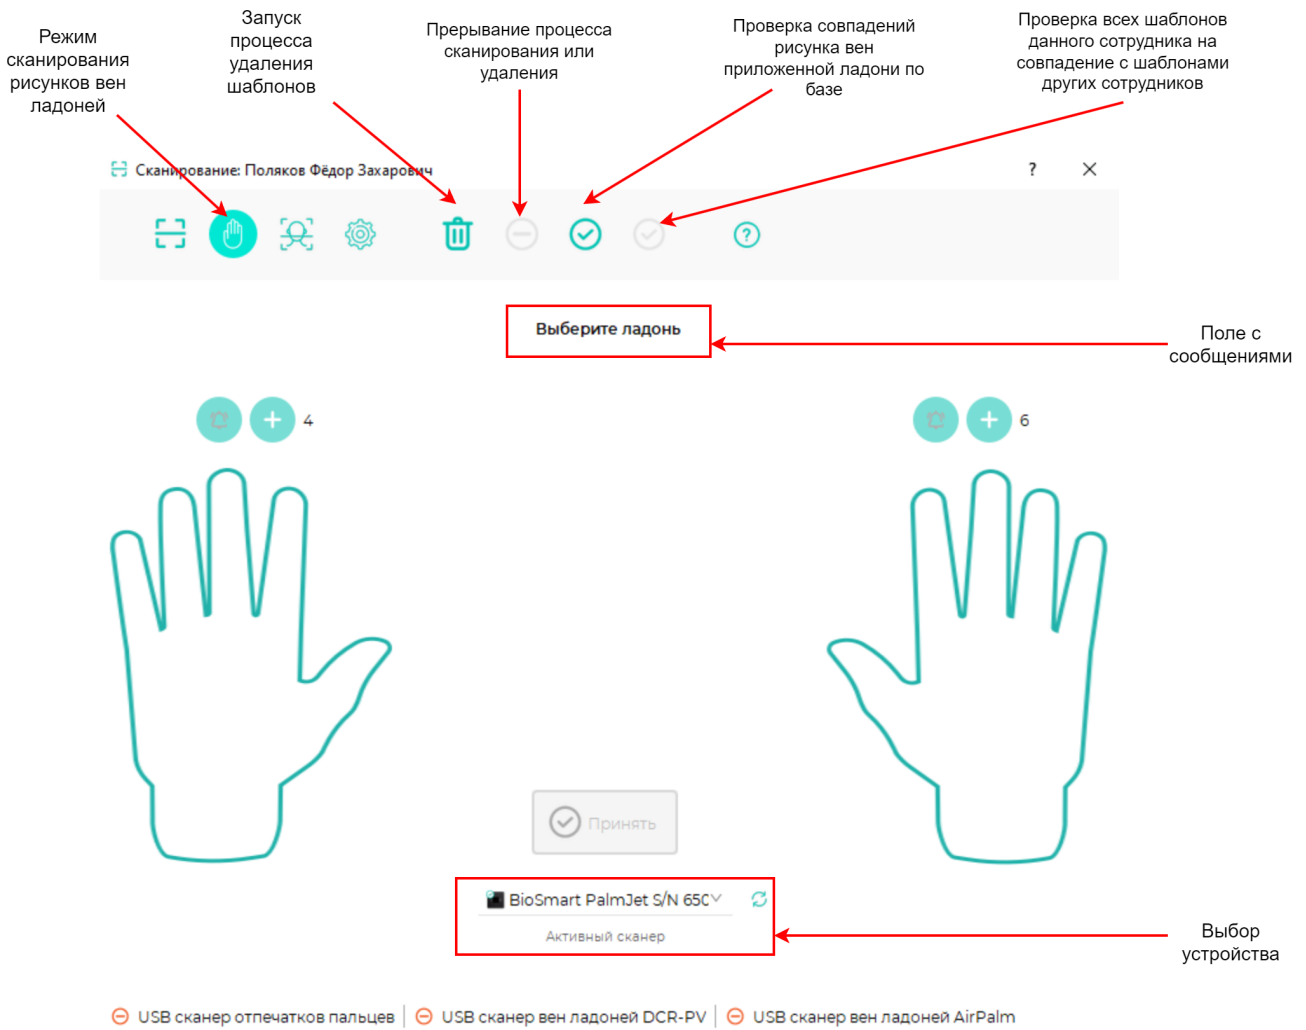 Режим
сканирования
рисунков вен
ладоней
Запуск
процесса
удаления
шаблонов
Прерывание процесса
сканирования или
удаления
Проверка совпадений
рисунка вен
приложенной ладони по
базе
Проверка всех шаблонов
данного сотрудника на
совпадение с шаблонами
других сотрудников
Сканирование: Поляков Фёдор Захарович
?
?
Выберите ладонь
Поле с
сообщениями
4
6
Принять
BioSmart PalmJet S/N 650
Активный сканер
Выбор
устройства
USB сканер отпечатков пальцев
USB сканер вен ладоней DCR-PV
USB сканер вен ладоней AirPalm